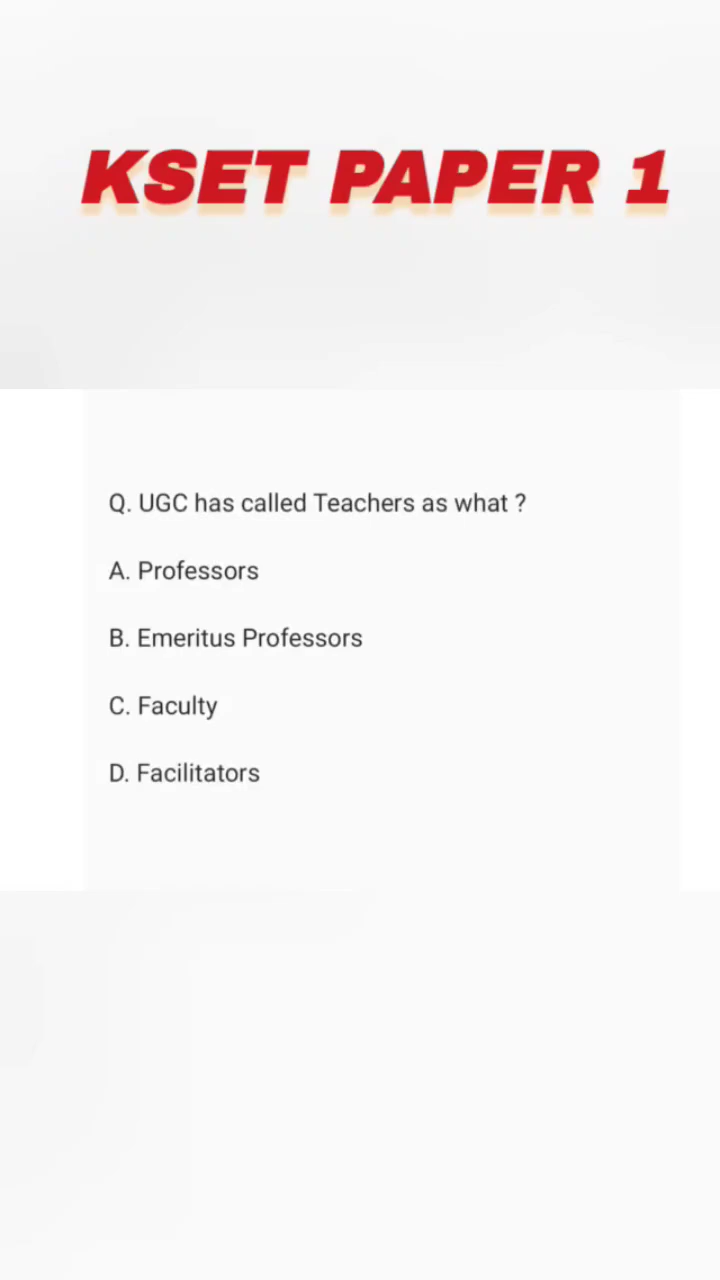 KSET PAPER 1
Q. UGC has called Teachers as what ?
A. Professors
B. Emeritus Professors
C. Faculty
D. Facilitators